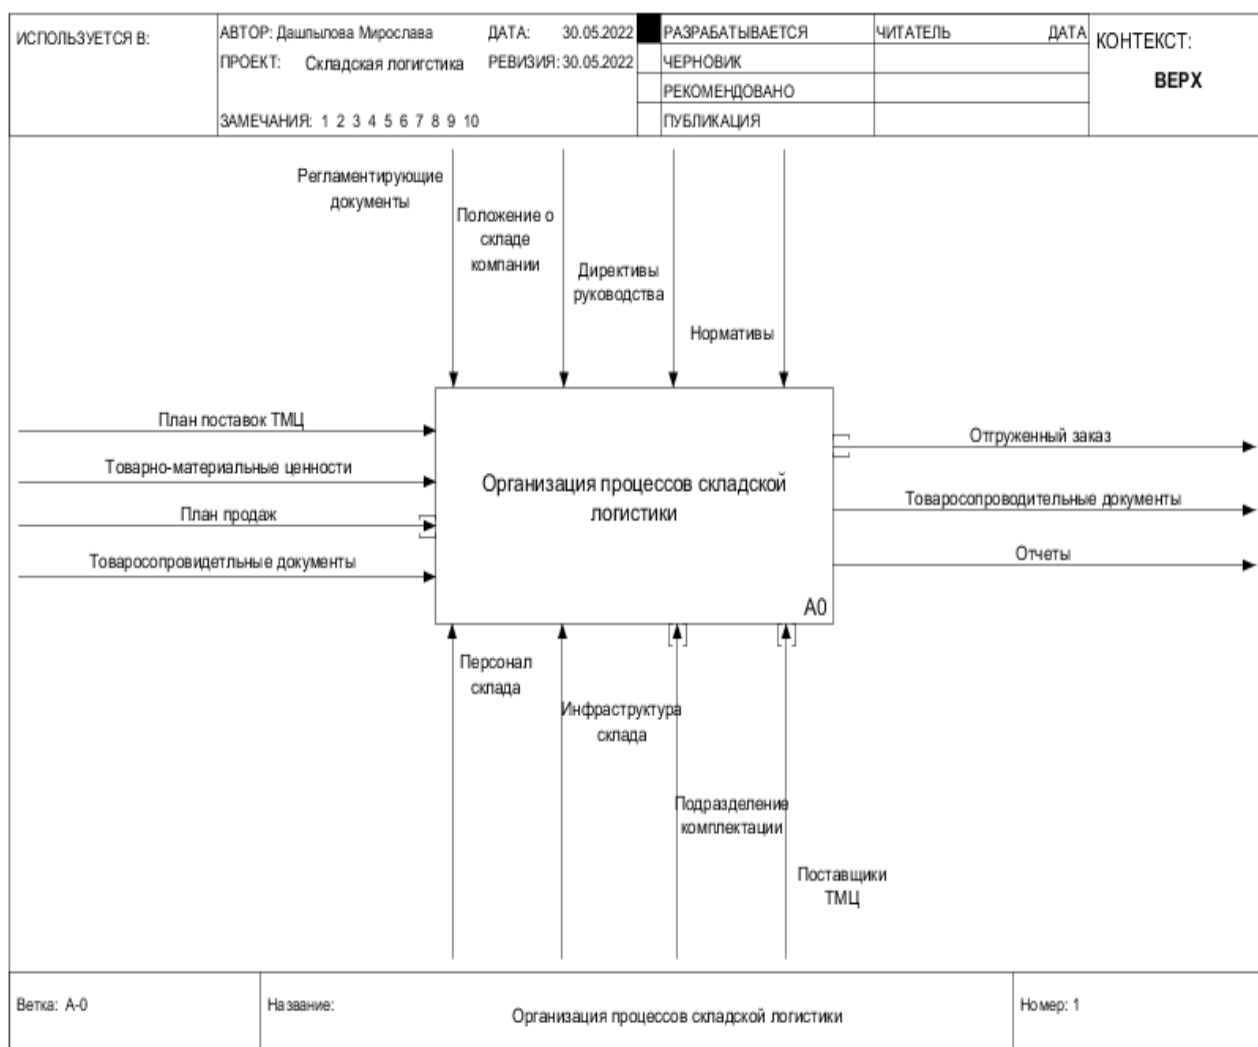 ИСПОЛЬЗУЕТСЯ В:
АВТОР: Дашпылова Мирослава
ДАТА: 30.05.2022
РАЗРАБАТЫВАЕТСЯ
ЧИТАТЕЛЬ
ДАТА
КОНТЕКСТ:
ПРОЕКТ: Складская логигстика
РЕВИЗИЯ: 30.05.2022
ЧЕРНОВИК
ВЕРХ
РЕКОМЕНДОВАНО
ЗАМЕЧАНИЯ: 1 2 3 4 5 6 7 8 9 10
ПУБЛИКАЦИЯ
Регламентирующие
документы
Положение о
складе
компании
Директивы
руководства
Нормативы
План поставок ТМЦ
Товарно-материальные ценности
План продаж
Товаросопровидетльные документы
Организация процессов складской
логистики
А0
Отгруженный заказ
Товаросопроводительные документы
Отчеты
Персонал
склада
Инфраструктура
склада
Подразделение
комплектации
Поставщики
ТМЦ
Ветка: А-0
Название:
Организация процессов складской логистики
Номер: 1